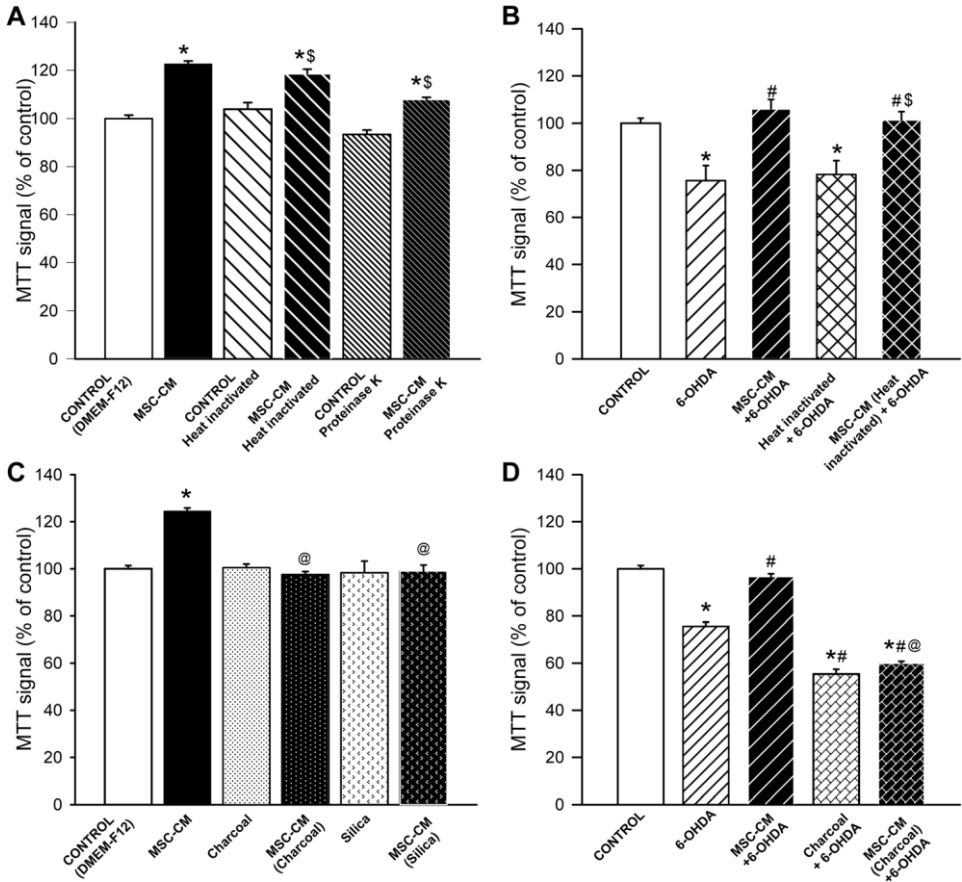 A
MTT signal (% of control)
140
120
100
80
60
40
20
0
*
*$
*$
CONTROL
(DMEM-F12)
MSC-CM
CONTROL
Heat inactivated
MSC-CM
Heat inactivated
CONTROL
Proteinase K
MSC-CM
Proteinase K
B
MTT signal (% of control)
140
120
100
80
60
40
20
0
*
#
*
#$
CONTROL
6-OHDA
MSC-CM
+6-OHDA
Heat inactivated
+ 6-OHDA
MSC-CM (Heat
inactivated) + 6-OHDA
C
MTT signal (% of control)
140
120
100
80
60
40
20
0
*
@
@
CONTROL
(DMEM-F12)
MSC-CM
Charcoal
MSC-CM
(Charcoal)
Silica
MSC-CM
(Silica)
D
MTT signal (% of control)
140
120
100
80
60
40
20
0
*
#
*#
*#@
CONTROL
6-OHDA
MSC-CM
+6-OHDA
Charcoal
+ 6-OHDA
MSC-CM
(Charcoal)
+6-OHDA